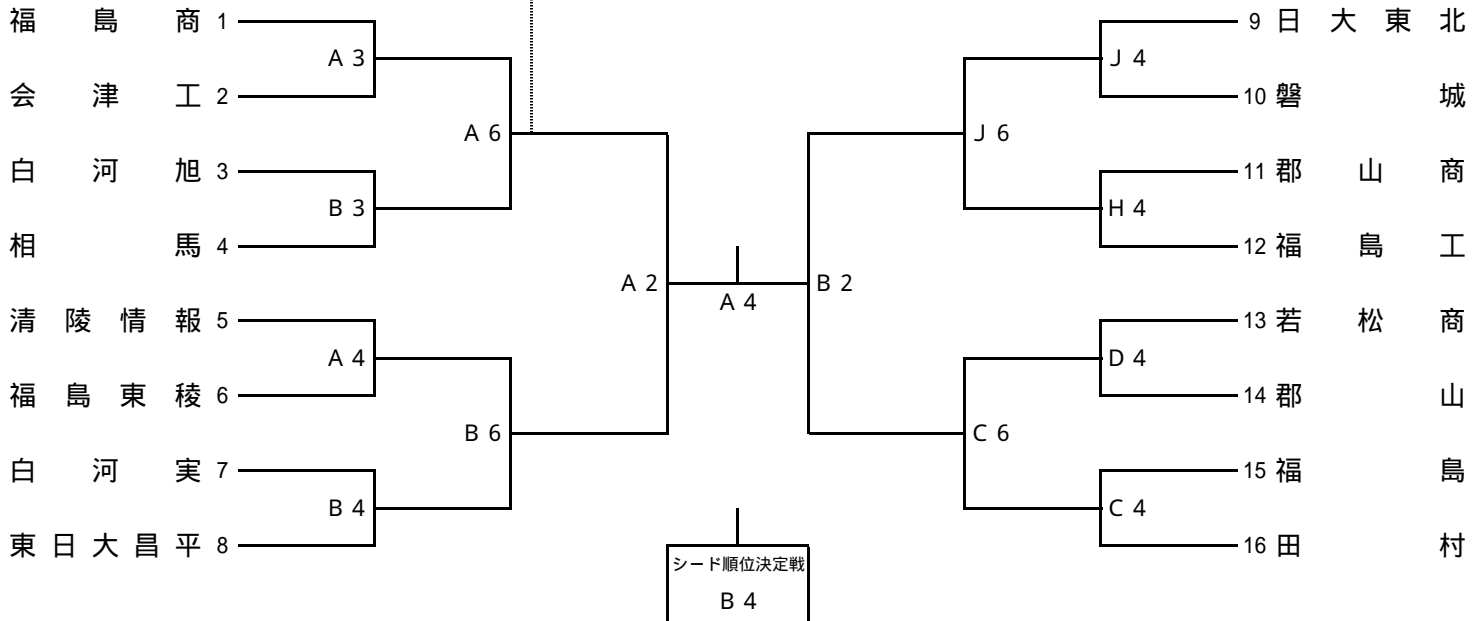 福島商 1
会津工 2
白河旭 3
相馬 4
清陵情報 5
福島東稜 6
白河実 7
東日大昌平 8
A 3
B 3
A 4
B 4
A 6
B 6
A 2
A 4
B 2
J 6
C 6
J 4
H 4
D 4
C 4
9 日大東北
10 磐城
11 郡山商
12 福島工
13 若松商
14 郡山
15 福島
16 田村
シード順位決定戦
B 4